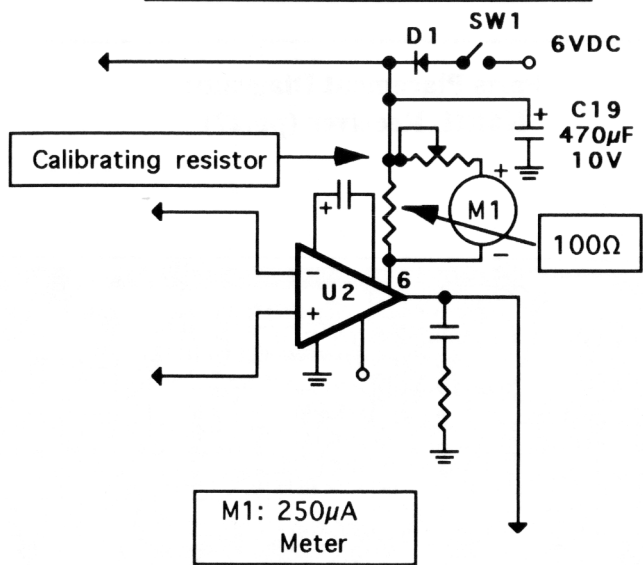 SW1
D1
6VDC
+
C19
470µF
10V
Calibrating resistor
+
M1
+
−
100Ω
6
−
U2
+
M1: 250µA
Meter